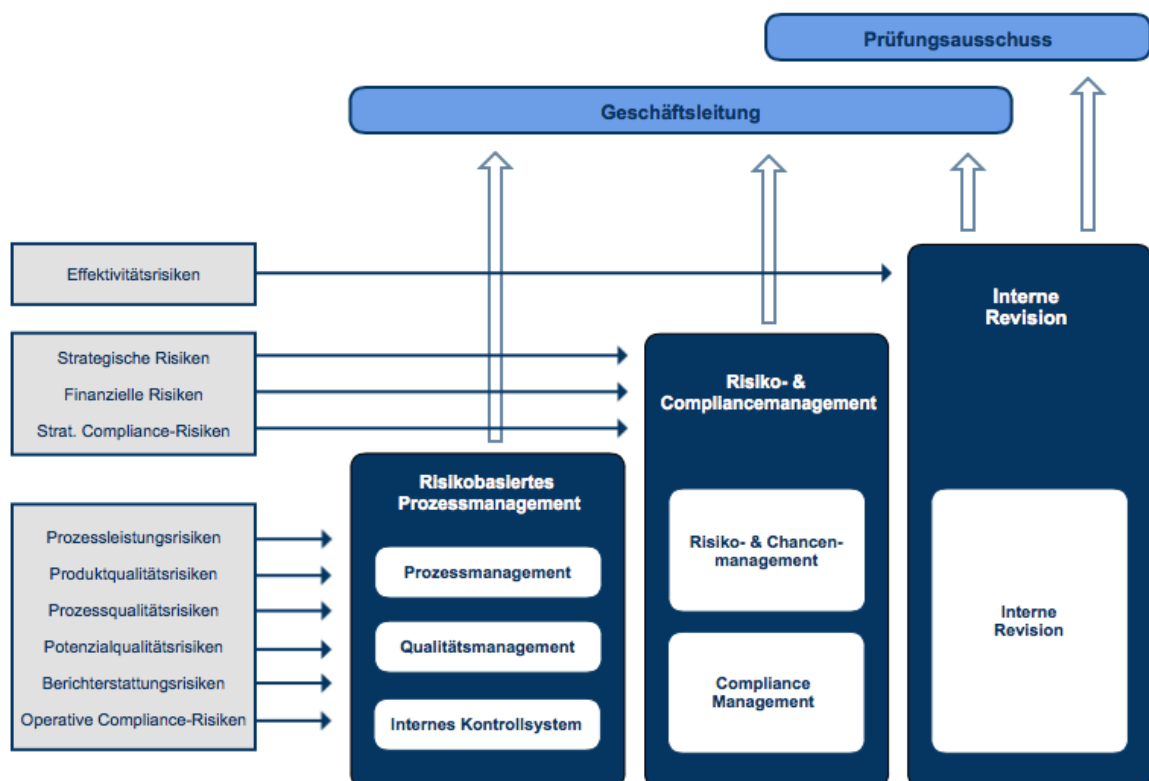 Prüfungsausschuss
Geschäftsleitung
Effektivitätsrisiken
Strategische Risiken
Finanzielle Risiken
Strat. Compliance-Risiken
Prozessleistungsrisiken
Produktqualitätsrisiken
Prozessqualitätsrisiken
Potenzialqualitätsrisiken
Berichterstattungsrisiken
Operative Compliance-Risiken
Risikobasiertes
Prozessmanagement
Prozessmanagement
Qualitätsmanagement
Internes Kontrollsystem
Risiko- &
Compliancemanagement
Risiko- & Chancen-
management
Compliance
Management
Interne
Revision
Interne
Revision